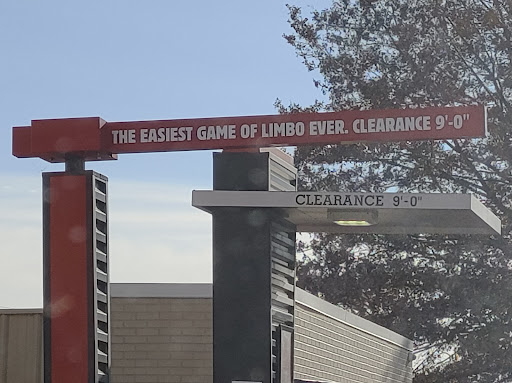 THE EASIEST GAME OF LIMBO EVER. CLEARANCE 9'-0"
CLEARANCE 9'-0"